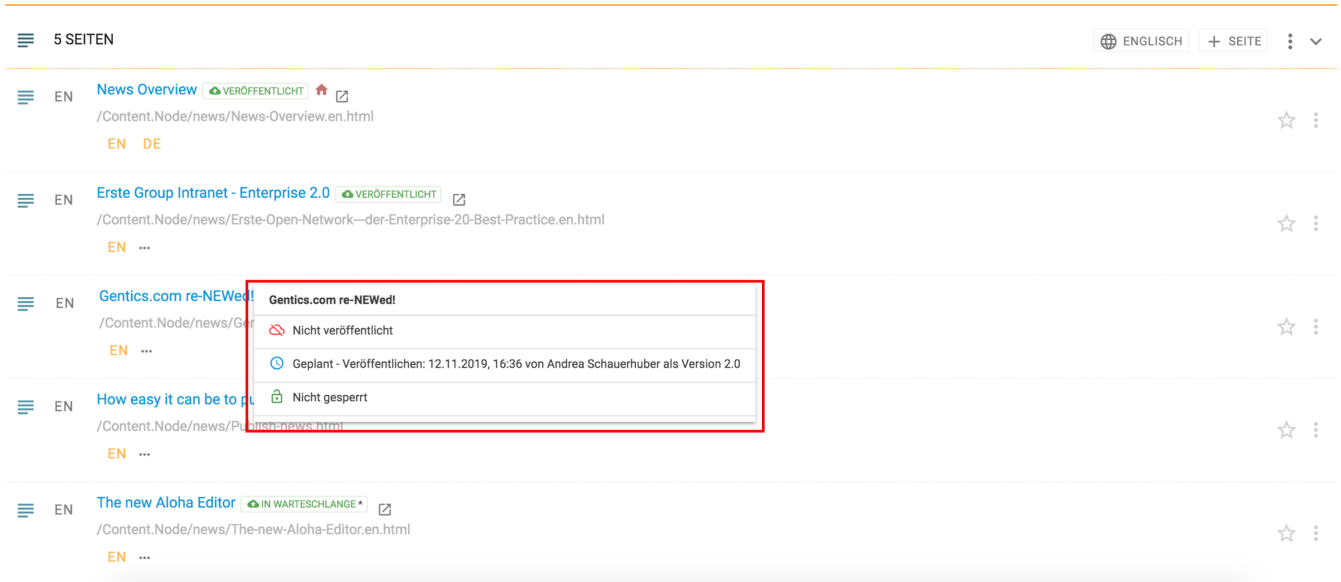 5 SEITEN
ENGLISCH
+ SEITE
EN
News Overview
VERÖFFENTLICHT
/Content.Node/news/News-Overview.en.html
EN DE
EN
Erste Group Intranet - Enterprise 2.0
VERÖFFENTLICHT
/Content.Node/news/Erste-Open-Network---der-Enterprise-20-Best-Practice.en.html
EN ...
EN
Gentics.com re-NEWed!
/Content.Node/news/Ger
EN ...
Gentics.com re-NEWed!
Nicht veröffentlicht
Geplant - Veröffentlichen: 12.11.2019, 16:36 von Andrea Schauerhuber als Version 2.0
Nicht gesperrt
EN
How easy it can be to pu
/Content.Node/news/Publish-news.html
EN ...
EN
The new Aloha Editor
IN WARTESCHLANGE *
/Content.Node/news/The-new-Aloha-Editor.en.html
EN ...